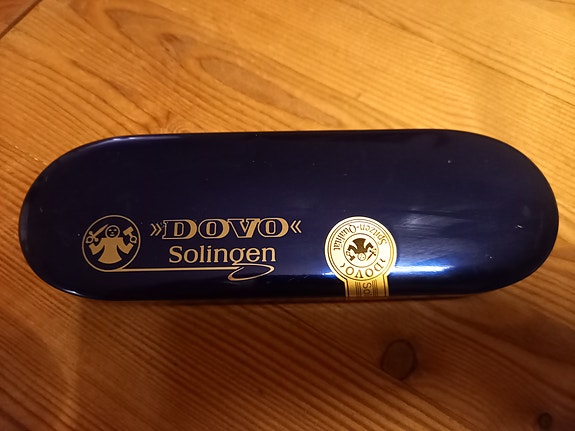 »DOVO«
Solingen
Spitzen-Qualität
»DOVO«